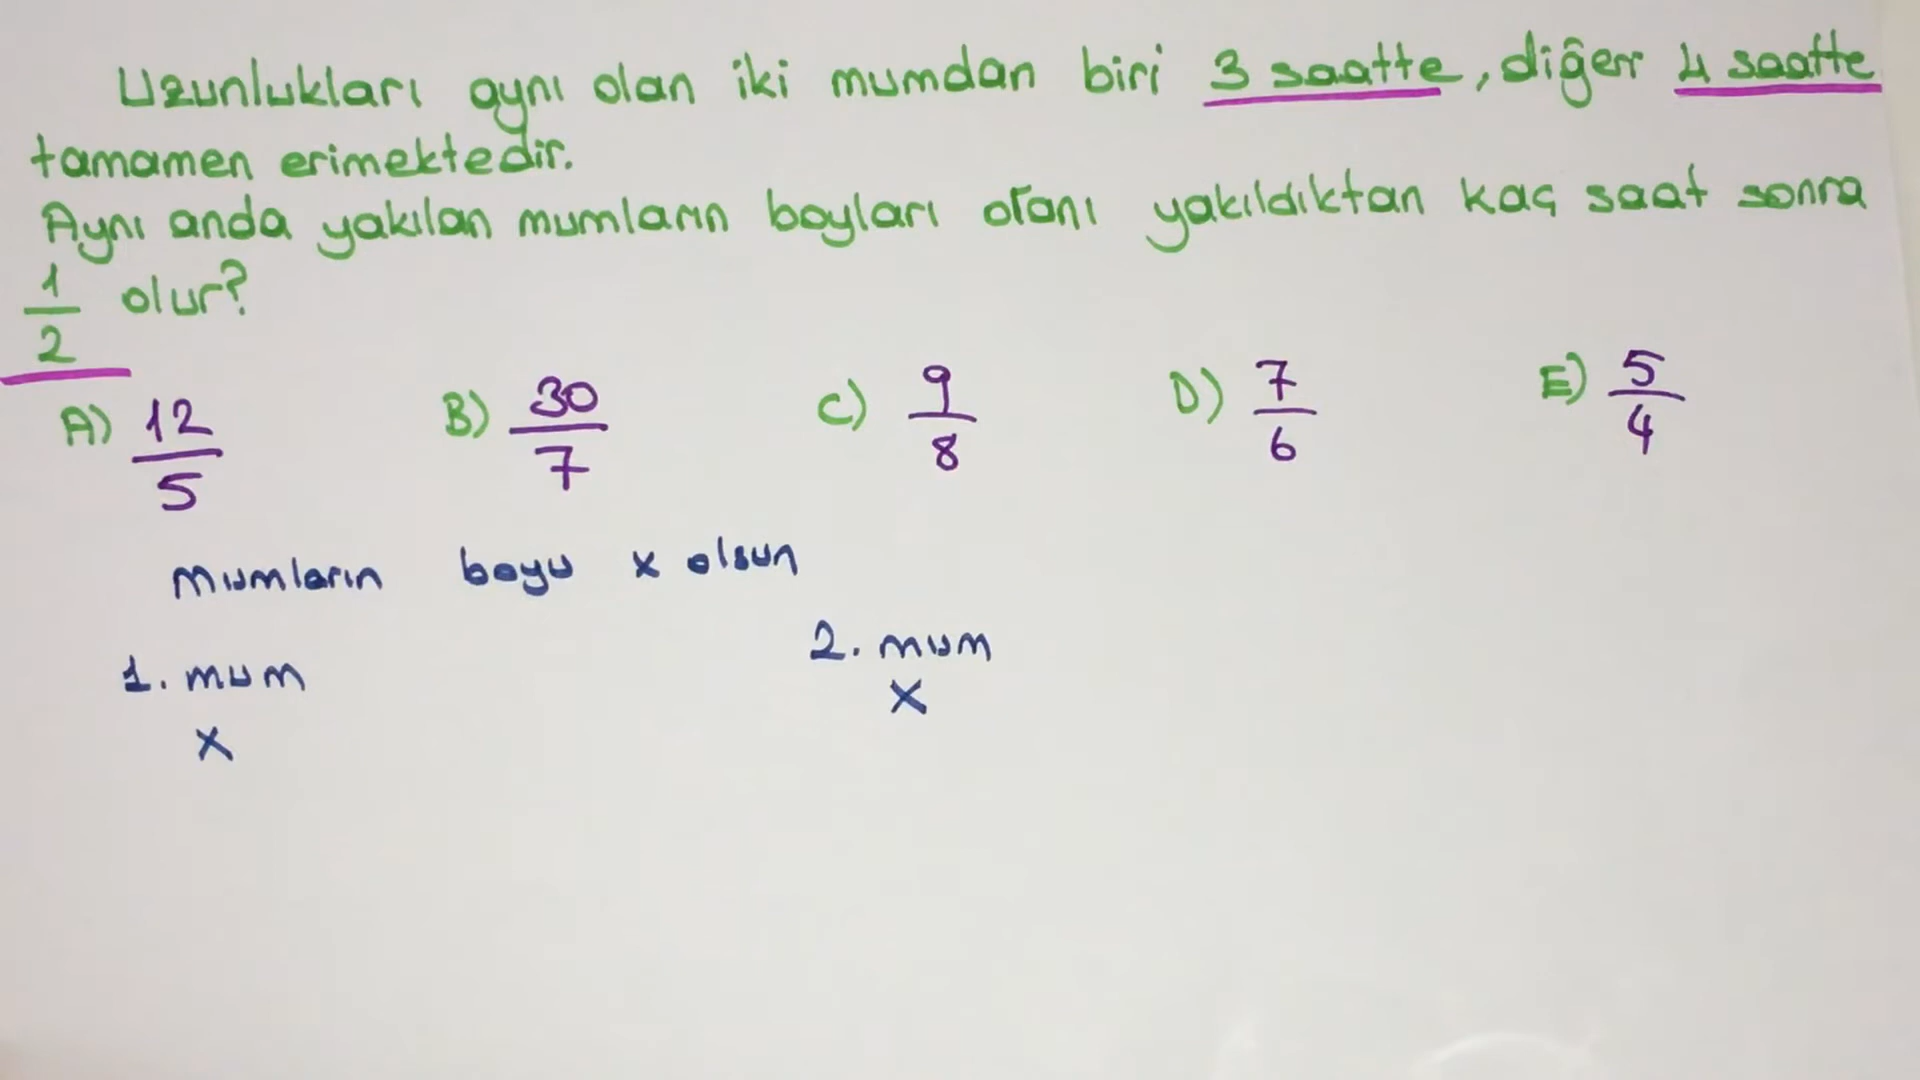 Uzunlukları aynı olan iki mumdan biri 3 saatte, diğerr 4 saatte
tamamen erimektedir.
Aynı anda yakılan mumların boyları oranı yakıldıktan kaç saat sonra
1/2 olur?
A) 12/5 B) 30/7 C) 9/8 D) 7/6 E) 5/4
Mumların boyu x olsun
1. mum 2. mum
x x